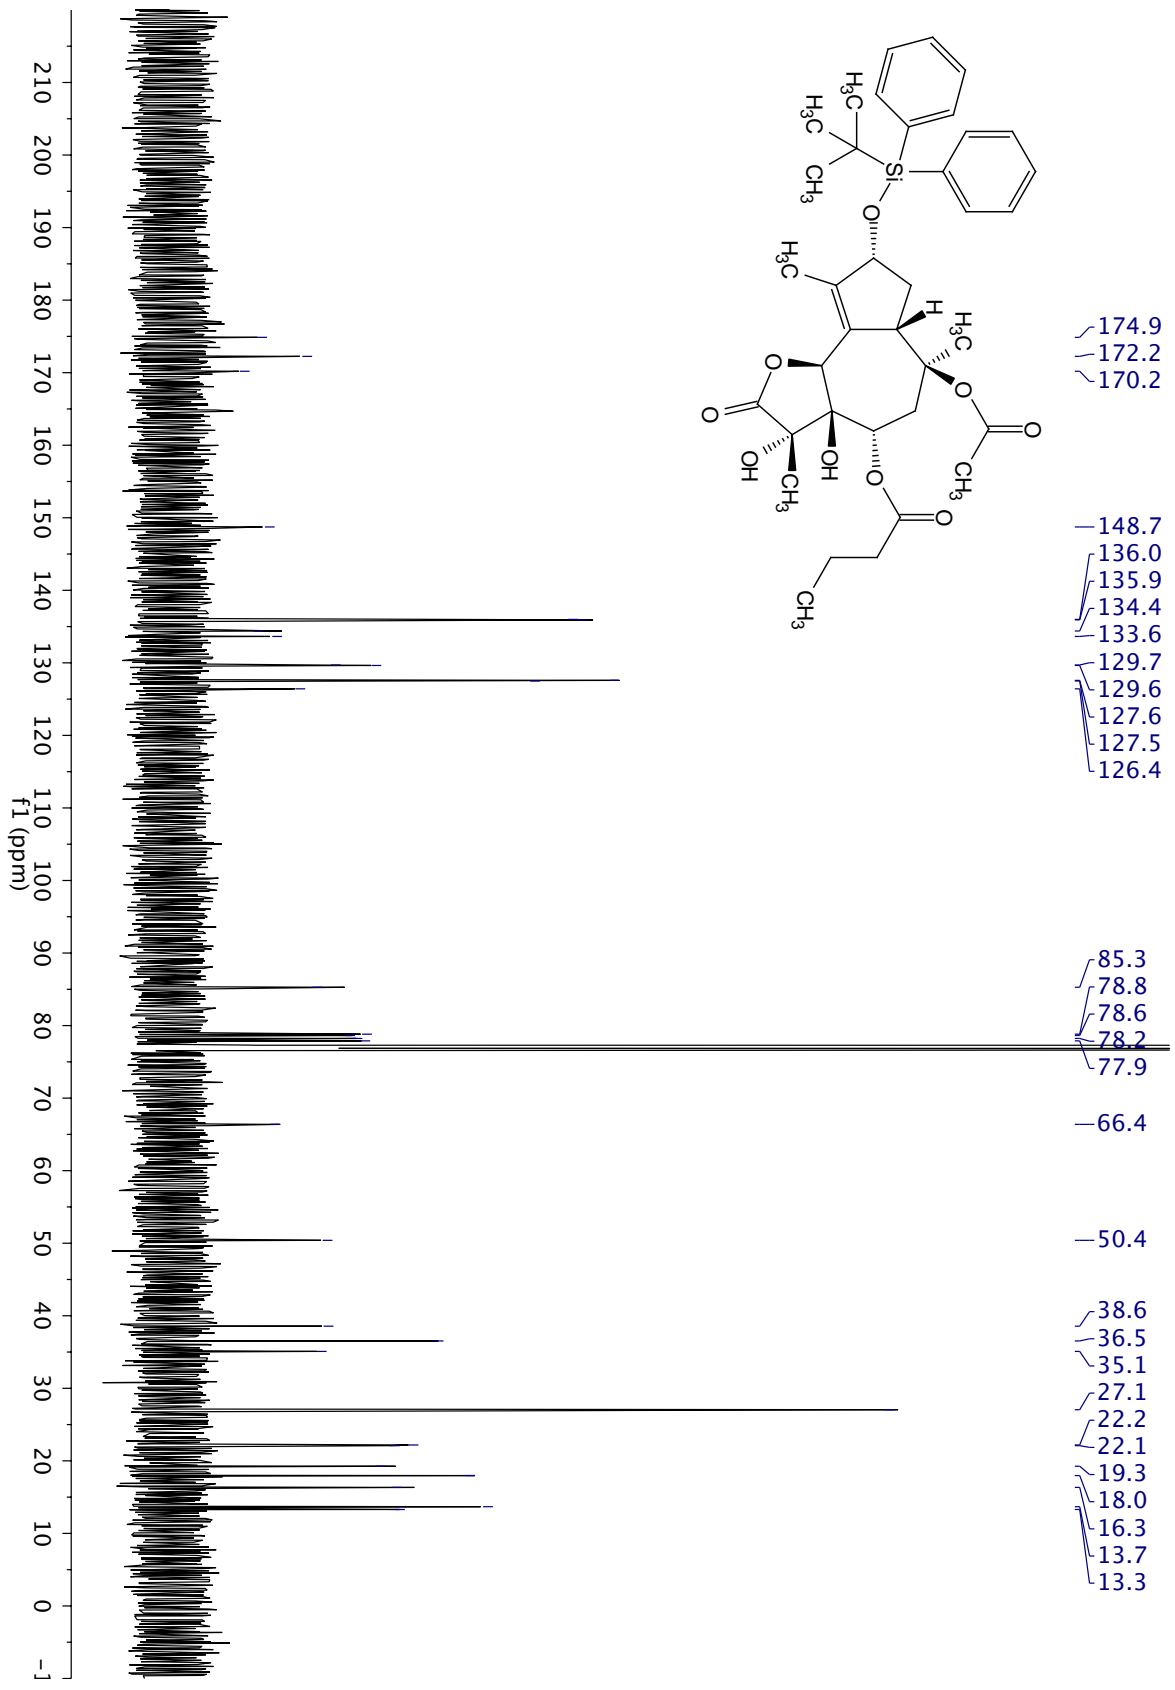 H₃C
H₃C
CH₃
Si
O
H₃C
H
H₃C
O
O
CH₃
O
O
OH
CH₃
OH
O
O
CH₃
174.9
172.2
170.2
148.7
136.0
135.9
134.4
133.6
129.7
129.6
127.6
127.5
126.4
85.3
78.8
78.6
78.2
77.9
66.4
50.4
38.6
36.5
35.1
27.1
22.2
22.1
19.3
18.0
16.3
13.7
13.3
210 200 190 180 170 160 150 140 130 120 110 100 90 80 70 60 50 40 30 20 10 0 -1
f1 (ppm)